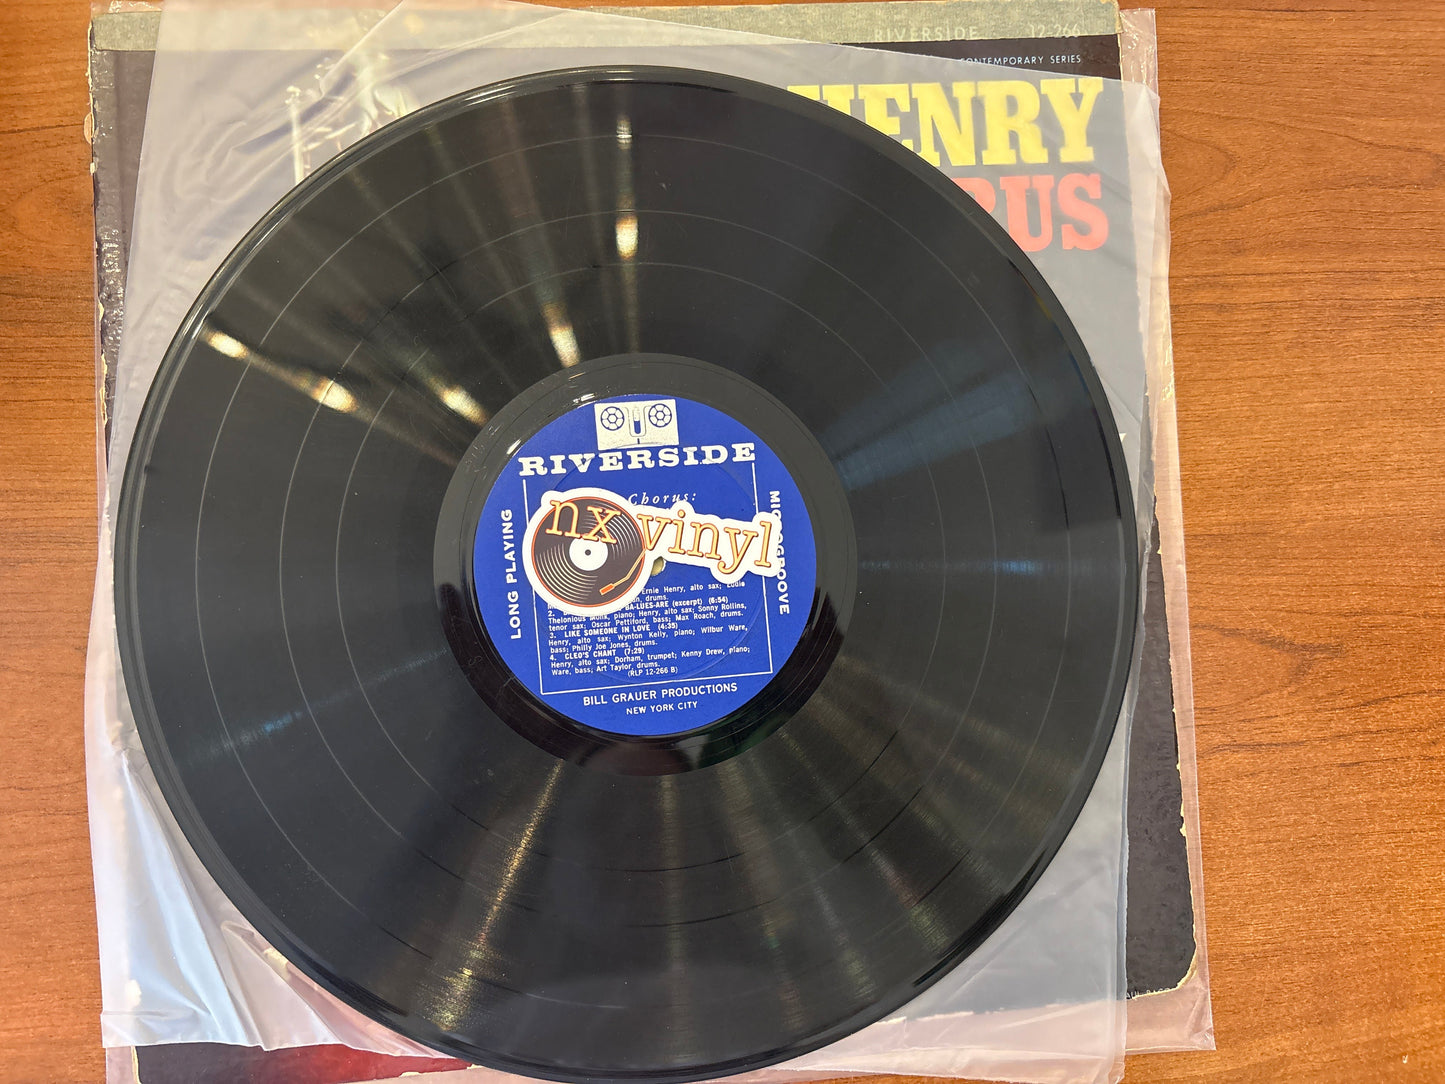 RIVERSIDE 12-266
CONTEMPORARY SERIES
HENRY
RUS
RIVERSIDE
Chorus:
nx vinyl
LONG PLAYING
MICROGROOVE
Ernie Henry, alto sax; Eddie
drums.
2. BA-LUES-ARE (excerpt) (6:54)
Thelonious Monk, piano; Henry, alto sax; Sonny Rollins,
tenor sax; Oscar Pettiford, bass; Max Roach, drums.
3. LIKE SOMEONE IN LOVE (4:35)
Henry, alto sax; Wynton Kelly, piano; Wilbur Ware,
bass; Philly Joe Jones, drums.
4. CLEO'S CHANT (7:29)
Henry, alto sax; Dorham, trumpet; Kenny Drew, piano;
Ware, bass; Art Taylor, drums.
(RLP 12-266 B)
BILL GRAUER PRODUCTIONS
NEW YORK CITY